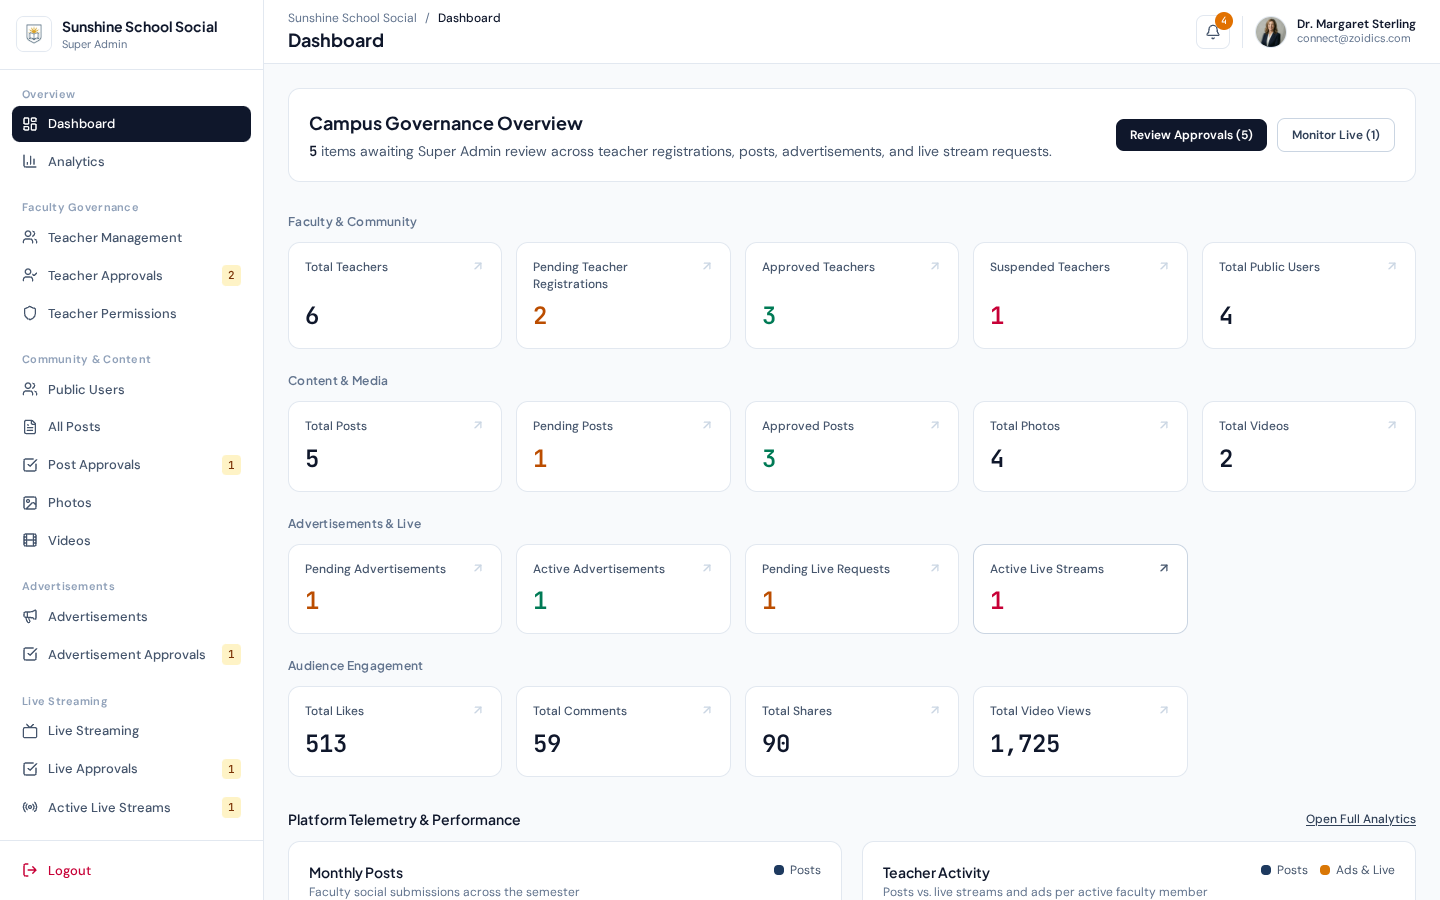 Sunshine School Social
Super Admin
Overview
Dashboard
Analytics
Faculty Governance
Teacher Management
Teacher Approvals 2
Teacher Permissions
Community & Content
Public Users
All Posts
Post Approvals 1
Photos
Videos
Advertisements
Advertisements
Advertisement Approvals 1
Live Streaming
Live Streaming
Live Approvals 1
Active Live Streams 1
Logout
Sunshine School Social / Dashboard
Dashboard
4
Dr. Margaret Sterling
connect@zoidics.com
Campus Governance Overview
5 items awaiting Super Admin review across teacher registrations, posts, advertisements, and live stream requests.
Review Approvals (5)
Monitor Live (1)
Faculty & Community
Total Teachers
6
Pending Teacher
Registrations
2
Approved Teachers
3
Suspended Teachers
1
Total Public Users
4
Content & Media
Total Posts
5
Pending Posts
1
Approved Posts
3
Total Photos
4
Total Videos
2
Advertisements & Live
Pending Advertisements
1
Active Advertisements
1
Pending Live Requests
1
Active Live Streams
1
Audience Engagement
Total Likes
513
Total Comments
59
Total Shares
90
Total Video Views
1,725
Platform Telemetry & Performance
Open Full Analytics
Monthly Posts
Posts
Faculty social submissions across the semester
Teacher Activity
Posts Ads & Live
Posts vs. live streams and ads per active faculty member